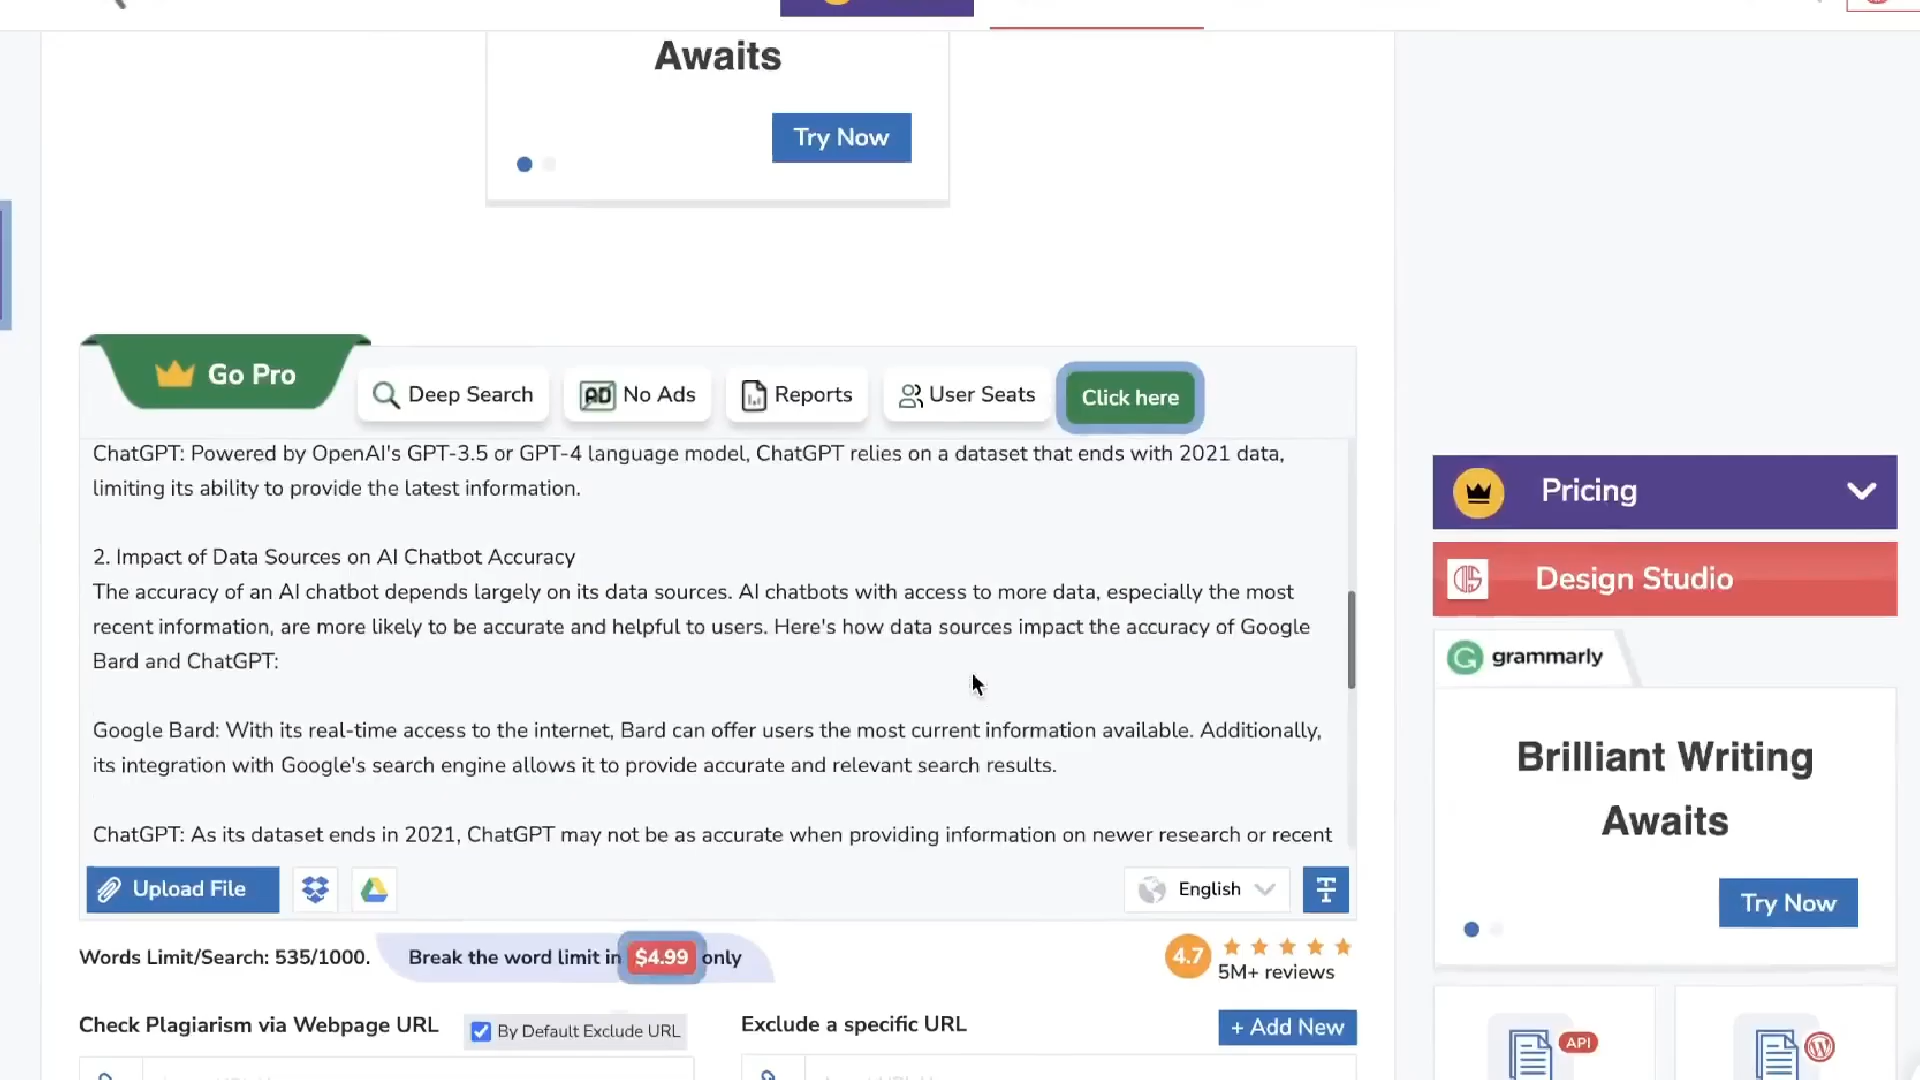 Awaits
Try Now
Go Pro
Deep Search
AD No Ads
Reports
User Seats
Click here
ChatGPT: Powered by OpenAI's GPT-3.5 or GPT-4 language model, ChatGPT relies on a dataset that ends with 2021 data,
limiting its ability to provide the latest information.
2. Impact of Data Sources on AI Chatbot Accuracy
The accuracy of an AI chatbot depends largely on its data sources. AI chatbots with access to more data, especially the most
recent information, are more likely to be accurate and helpful to users. Here's how data sources impact the accuracy of Google
Bard and ChatGPT:
Google Bard: With its real-time access to the internet, Bard can offer users the most current information available. Additionally,
its integration with Google's search engine allows it to provide accurate and relevant search results.
ChatGPT: As its dataset ends in 2021, ChatGPT may not be as accurate when providing information on newer research or recent
Upload File
English
Words Limit/Search: 535/1000.
Break the word limit in $4.99 only
4.7
5M+ reviews
Check Plagiarism via Webpage URL
By Default Exclude URL
Exclude a specific URL
+ Add New
Pricing
Design Studio
grammarly
Brilliant Writing
Awaits
Try Now
API